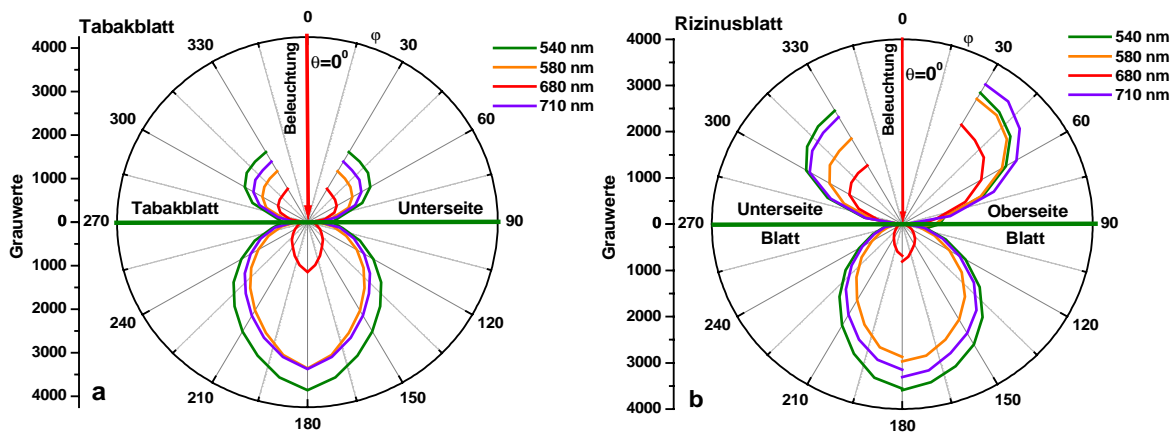 Tabakblatt
4000
3000
2000
1000
0
1000
2000
3000
4000
Grauwerte
0
30
60
90
120
150
180
210
240
270
300
330
φ
Beleuchtung
θ=0⁰
Tabakblatt
Unterseite
540 nm
580 nm
680 nm
710 nm
a
Rizinusblatt
4000
3000
2000
1000
0
1000
2000
3000
4000
Grauwerte
0
30
60
90
120
150
180
210
240
270
300
330
φ
Beleuchtung
θ=0⁰
Unterseite
Blatt
Oberseite
Blatt
540 nm
580 nm
680 nm
710 nm
b